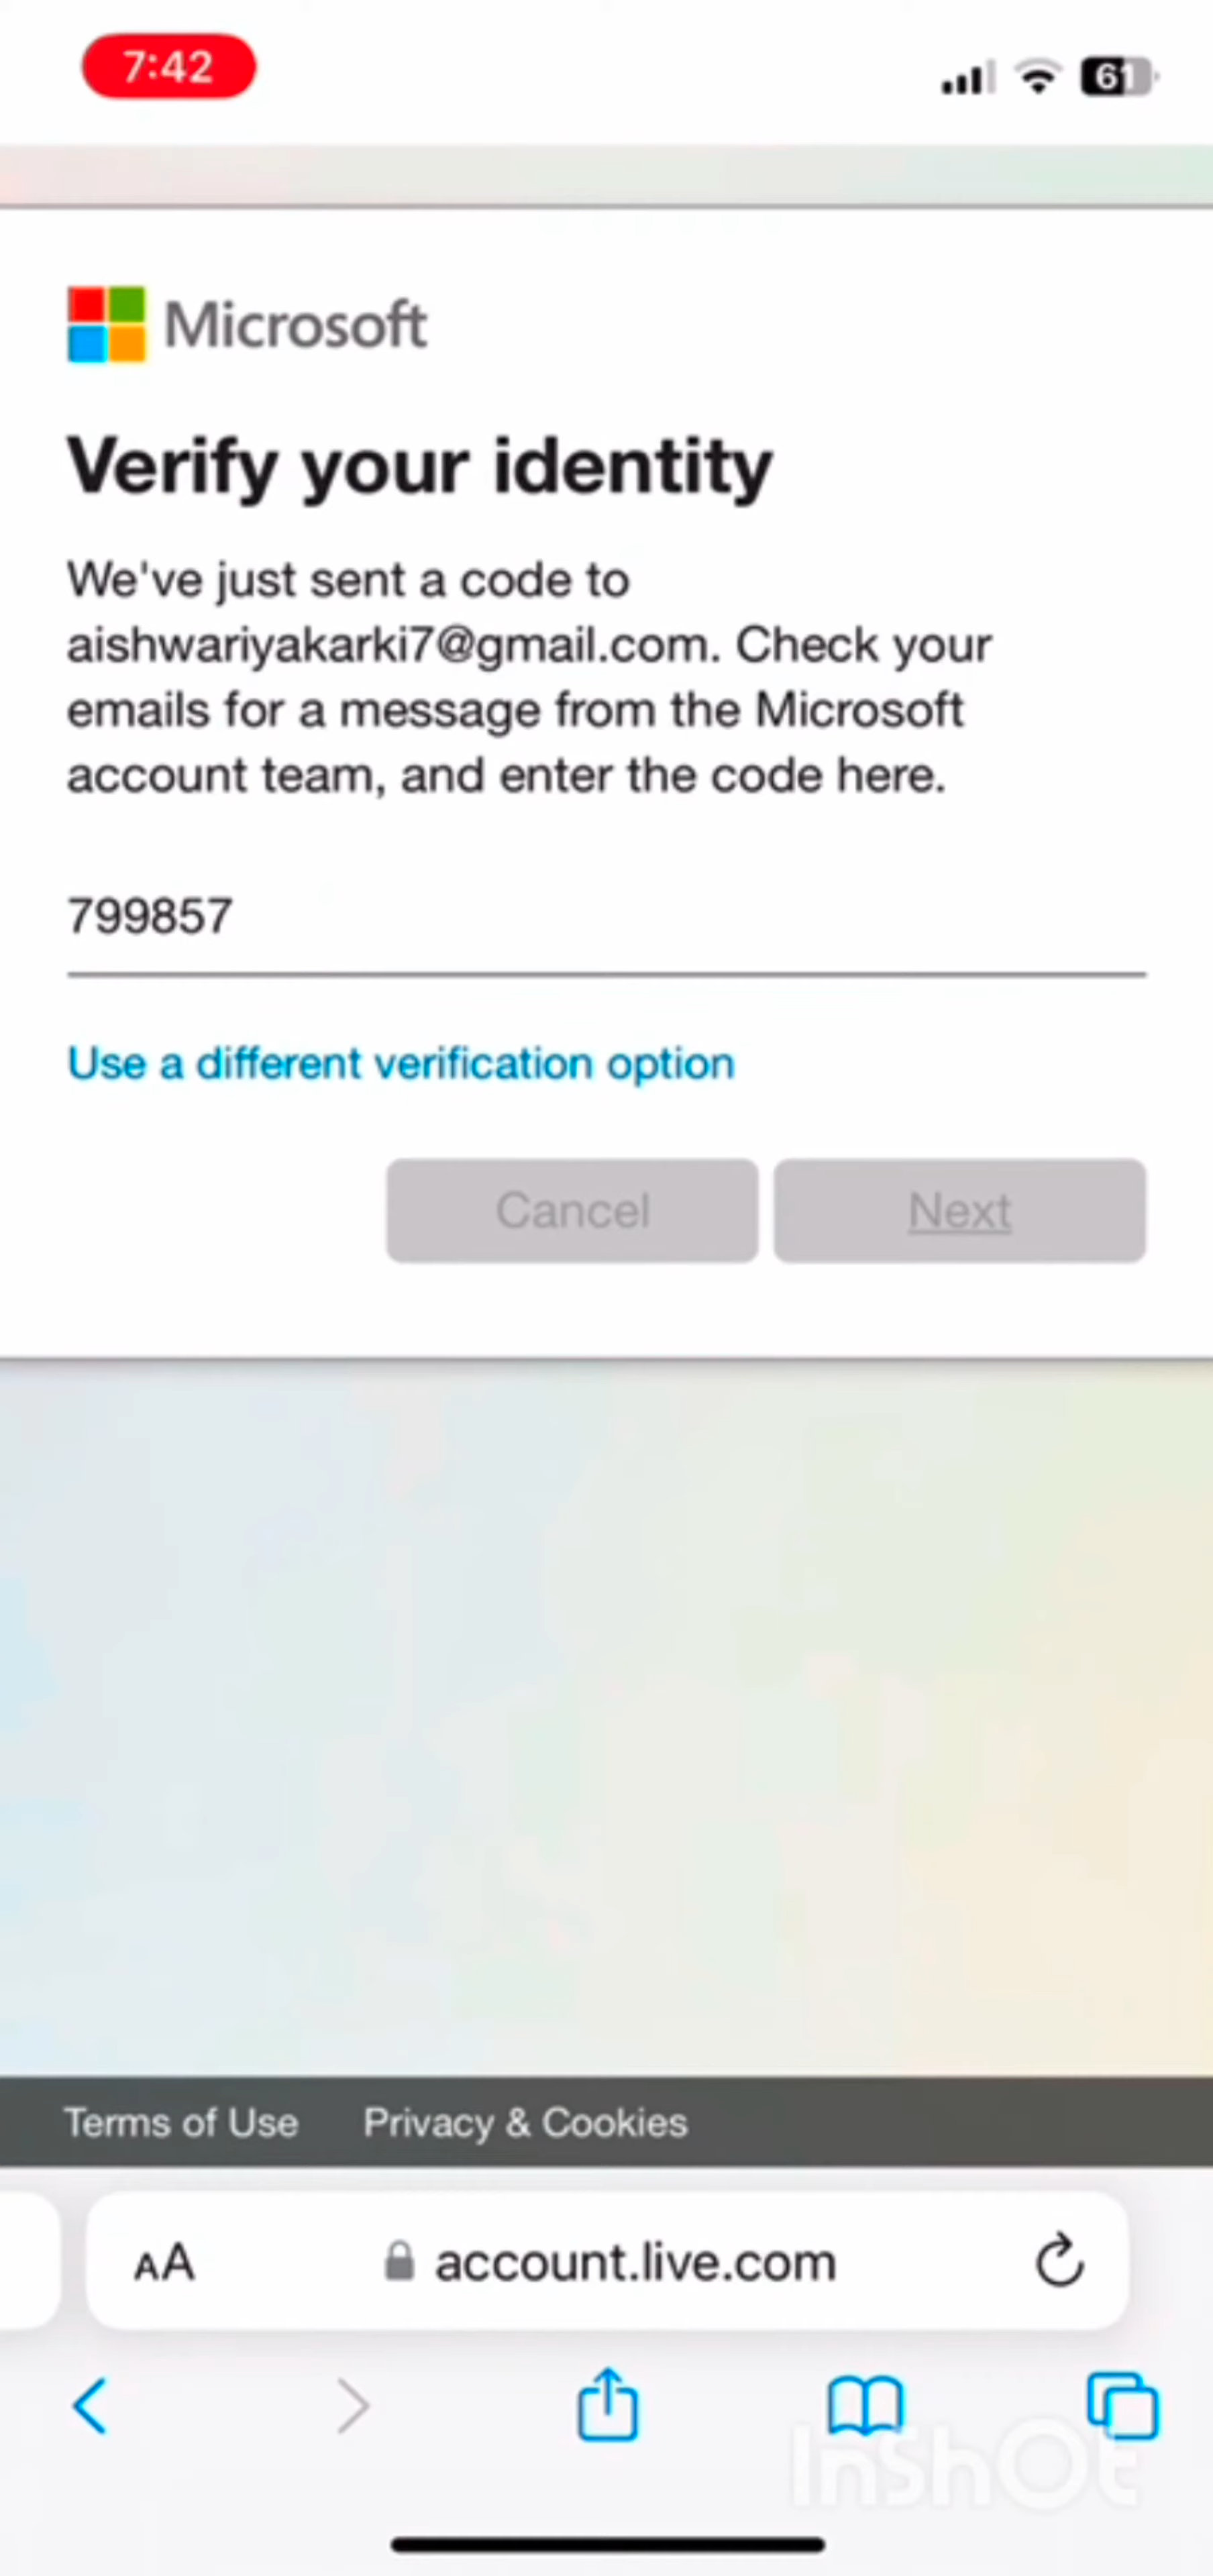 7:42
61
Microsoft
Verify your identity
We've just sent a code to
aishwariyakarki7@gmail.com. Check your
emails for a message from the Microsoft
account team, and enter the code here.
799857
Use a different verification option
Cancel Next
Terms of Use Privacy & Cookies
AA account.live.com
InShOt